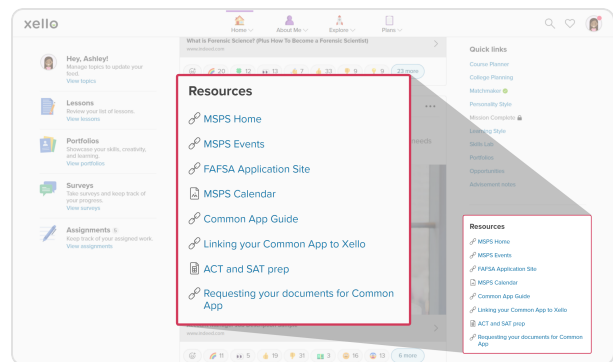 xello
Home
About Me
Explore
Plans
What is Forensic Science? (Plus How To Become a Forensic Scientist)
www.indeed.com
20 12 13 7 33 9 9 23 more
Hey, Ashley!
Manage topics to update your
feed.
View topics
Lessons
Review your list of lessons.
View lessons
Portfolios
Showcase your skills, creativity,
and learning.
View portfolios
Surveys
Take surveys and keep track of
your progress.
View surveys
Assignments 6
Keep track of your assigned work.
View assignments
Resources
MSPS Home
MSPS Events
FAFSA Application Site
MSPS Calendar
Common App Guide
Linking your Common App to Xello
ACT and SAT prep
Requesting your documents for Common
App
needs
11 5 4 19 31 3 16 13 6 more
Quick links
Course Planner
College Planning
Matchmaker
Personality Style
Mission Complete
Learning Style
Skills Lab
Portfolios
Opportunities
Advisement notes
Resources
MSPS Home
MSPS Events
FAFSA Application Site
MSPS Calendar
Common App Guide
Linking your Common App to Xello
ACT and SAT prep
Requesting your documents for Common
App